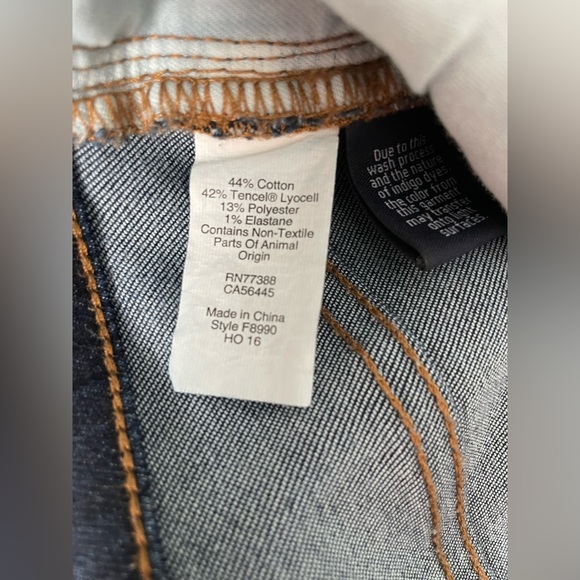 44% Cotton
42% Tencel® Lyocell
13% Polyester
1% Elastane
Contains Non-Textile
Parts Of Animal
Origin
RN77388
CA56445
Made in China
Style F8990
HO 16
Due to this
wash process
and the nature
of indigo dyes
the color from
this garment
may transfer
surfaces.